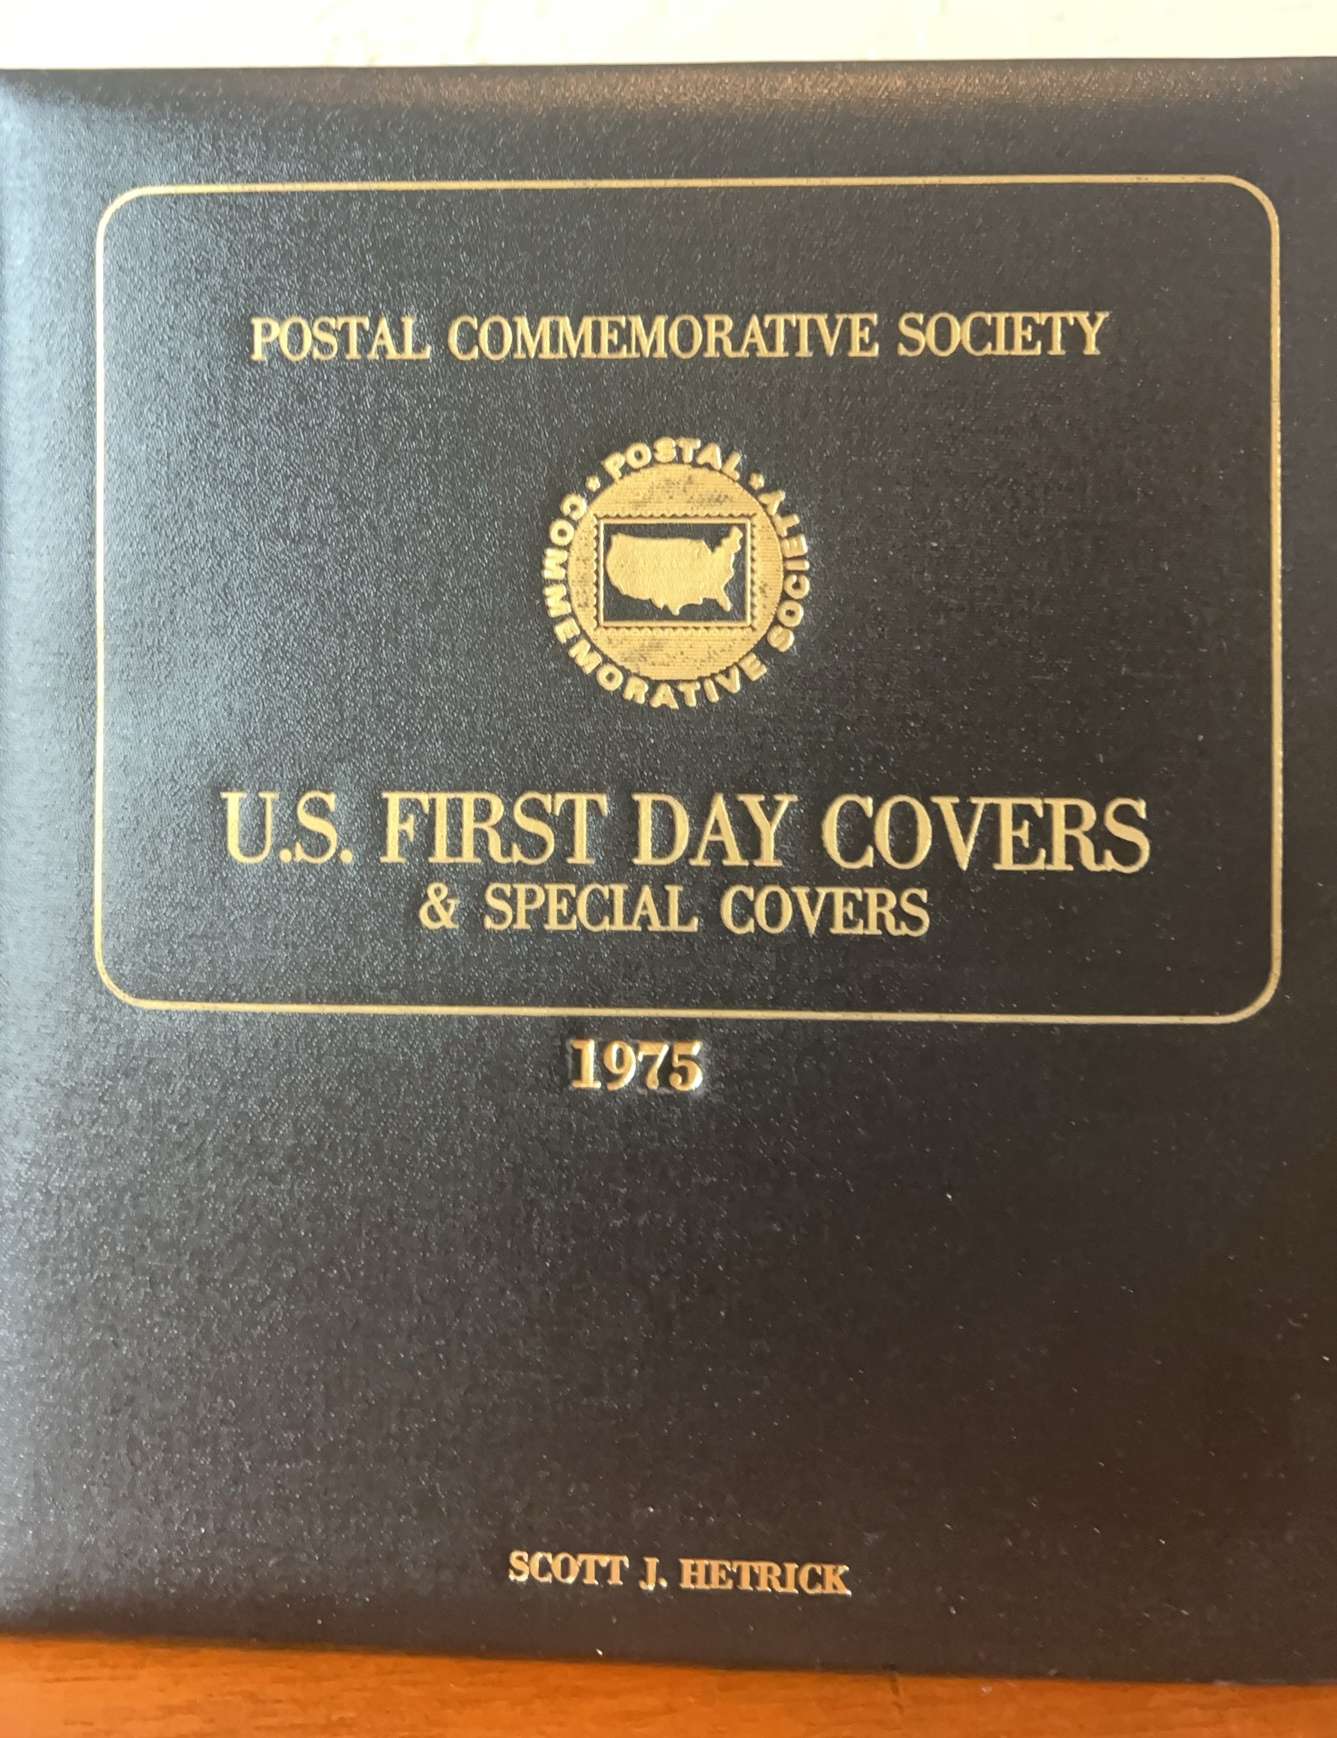 POSTAL COMMEMORATIVE SOCIETY
• POSTAL •
COMMEMORATIVE SOCIETY
U.S. FIRST DAY COVERS
& SPECIAL COVERS
1975
SCOTT J. HETRICK